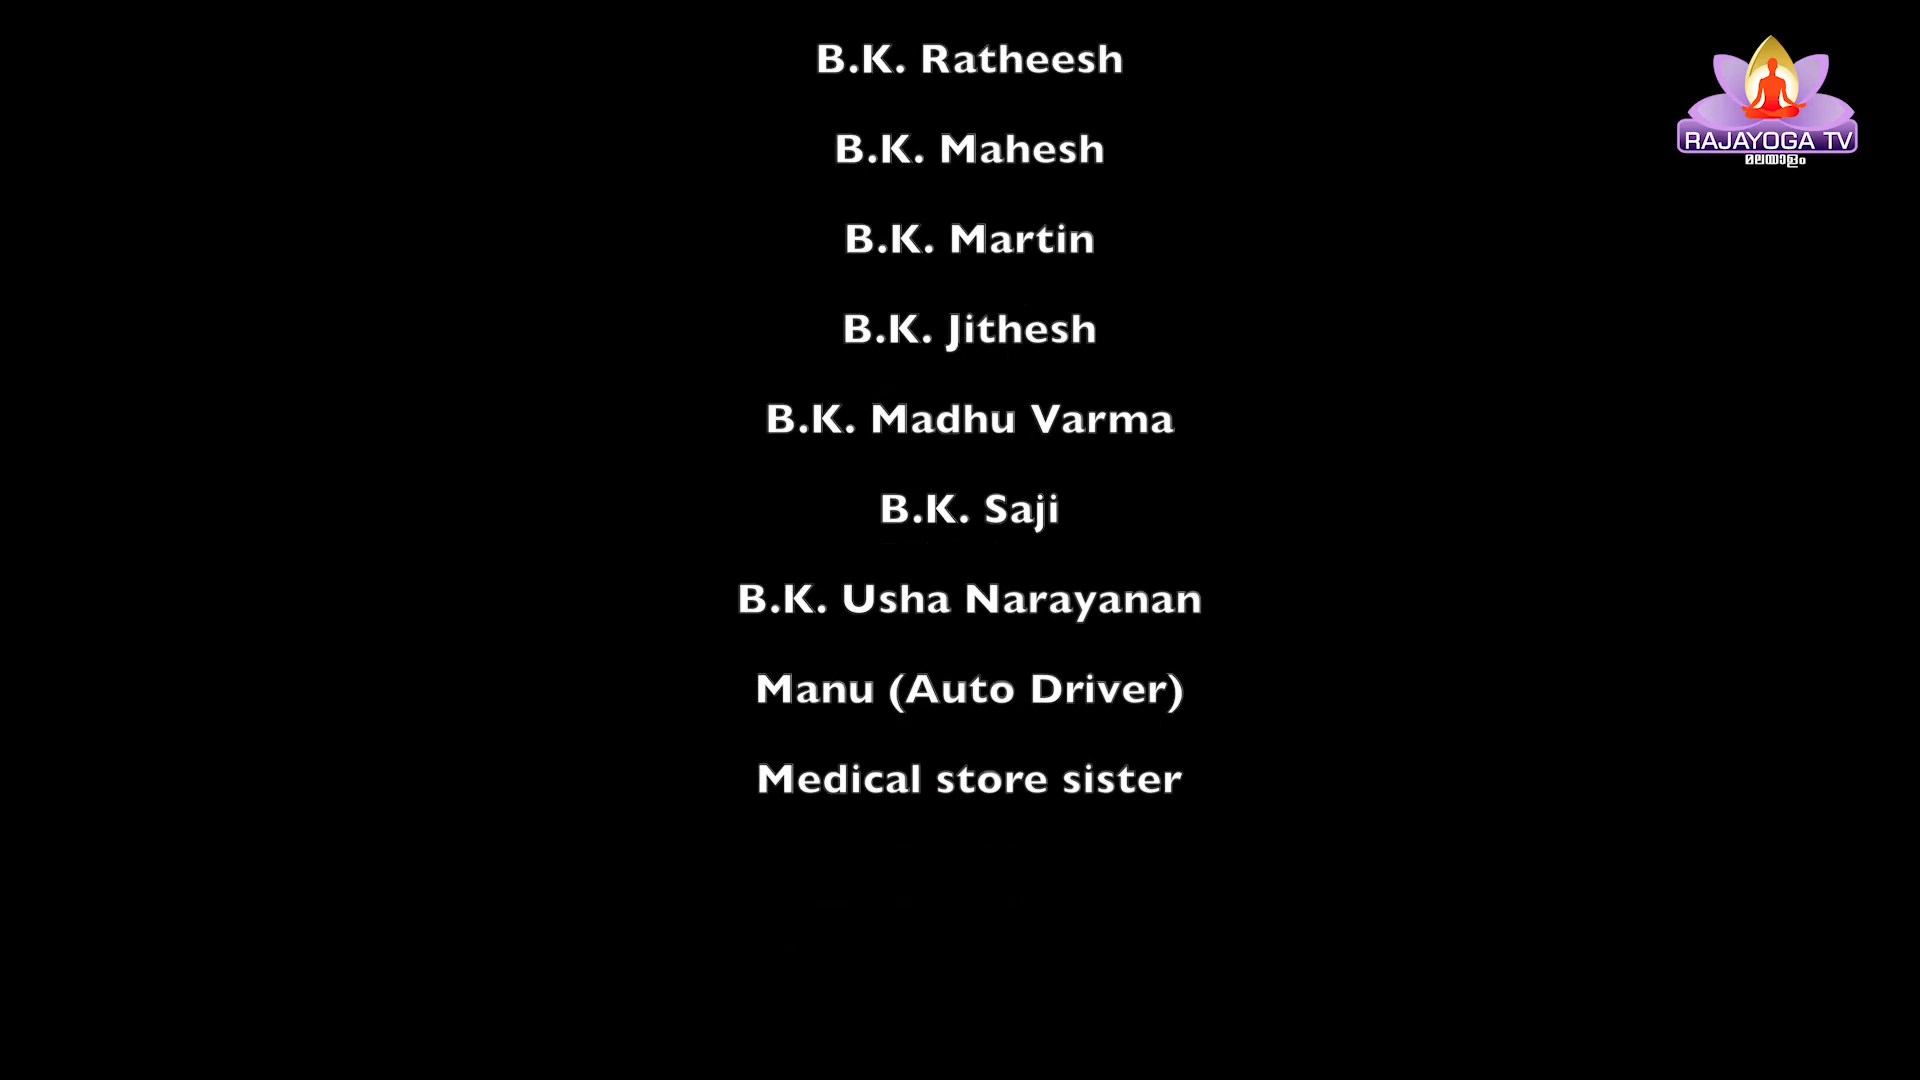 B.K. Ratheesh
B.K. Mahesh
B.K. Martin
B.K. Jithesh
B.K. Madhu Varma
B.K. Saji
B.K. Usha Narayanan
Manu (Auto Driver)
Medical store sister
RAJAYOGA TV
മലയാളം